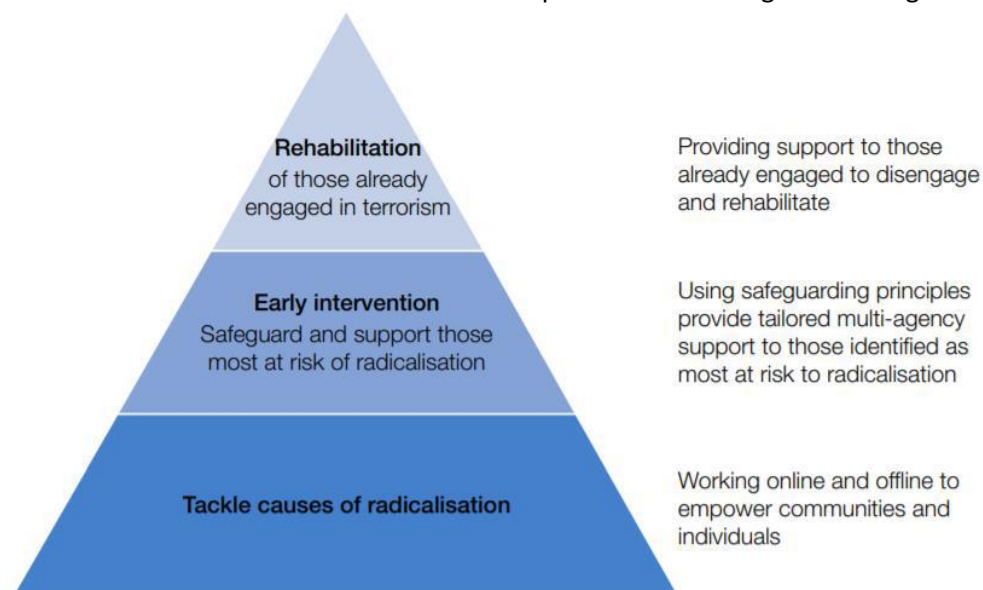 Rehabilitation
of those already
engaged in terrorism
Providing support to those
already engaged to disengage
and rehabilitate
Early intervention
Safeguard and support those
most at risk of radicalisation
Using safeguarding principles
provide tailored multi-agency
support to those identified as
most at risk to radicalisation
Tackle causes of radicalisation
Working online and offline to
empower communities and
individuals